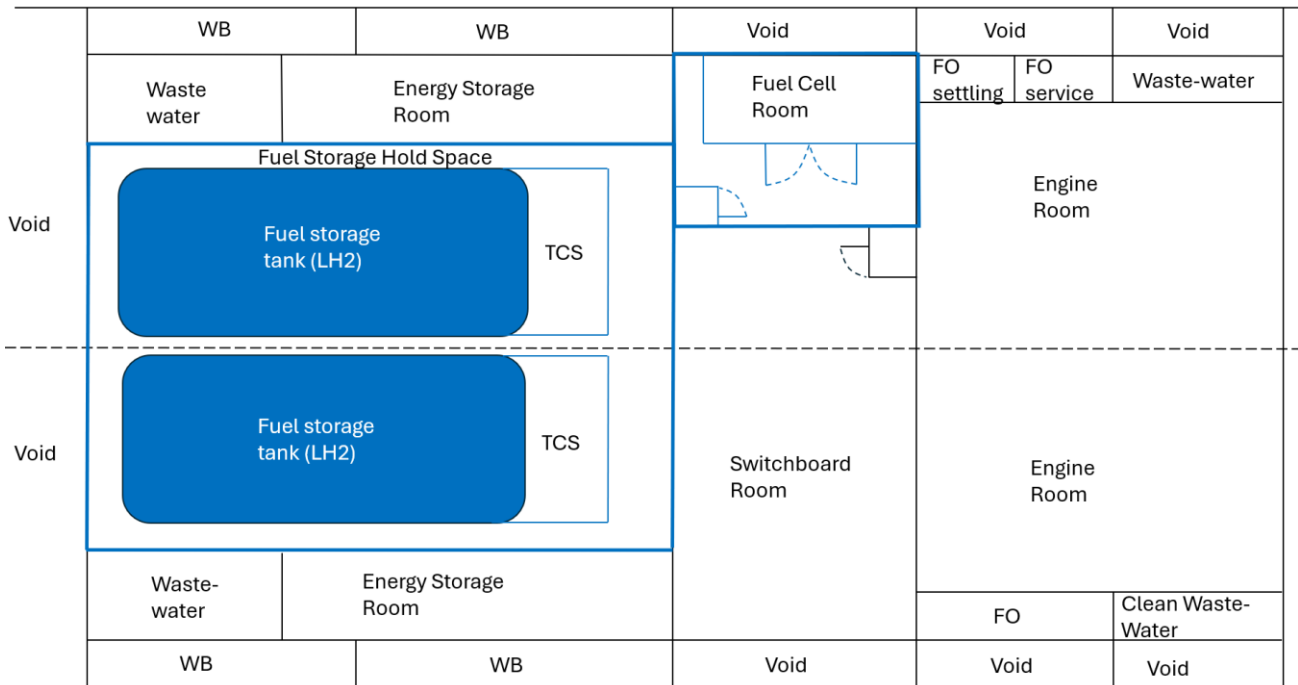 WB
WB
Void
Void
Void
Waste
water
Energy Storage
Room
Fuel Cell
Room
FO
settling
FO
service
Waste-water
Fuel Storage Hold Space
Void
Fuel storage
tank (LH2)
TCS
Engine
Room
Void
Fuel storage
tank (LH2)
TCS
Switchboard
Room
Engine
Room
Waste-
water
Energy Storage
Room
FO
Clean Waste-
Water
WB
WB
Void
Void
Void